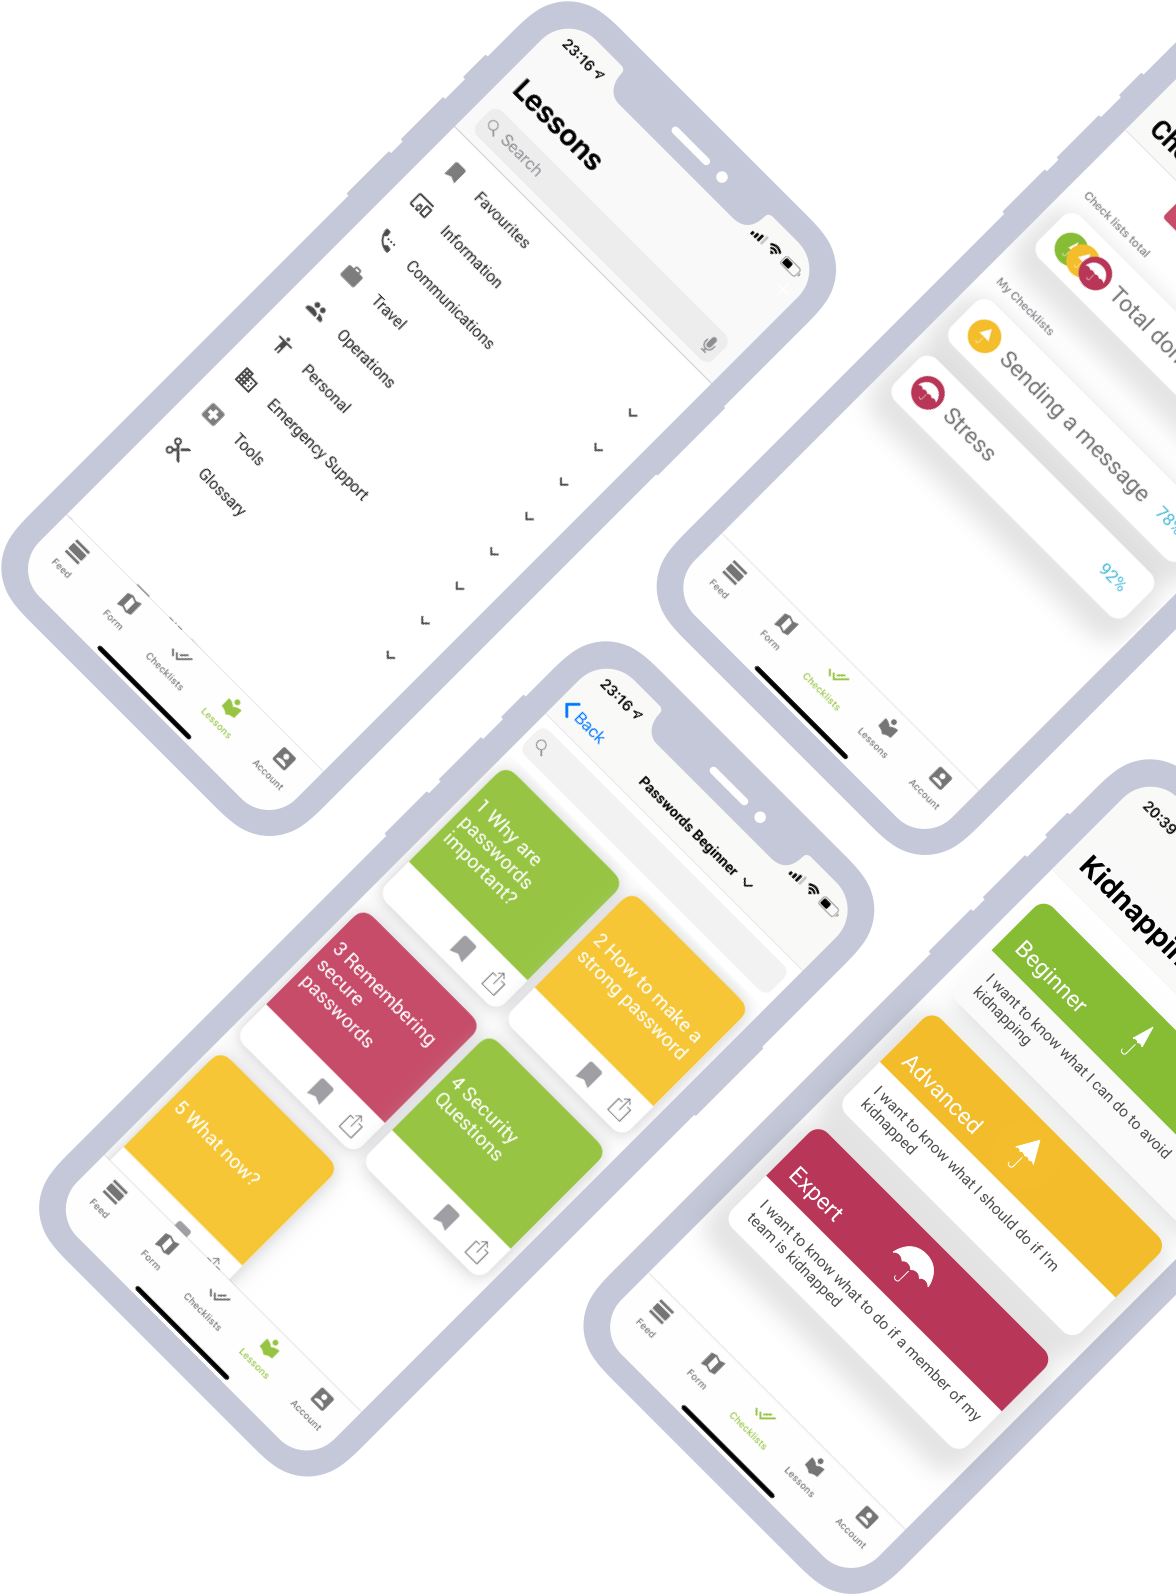 23:16
Lessons
Search
Favourites
Information
Communications
Travel
Operations
Personal
Emergency Support
Tools
Glossary
Feed
Form
Checklists
Lessons
Account
Check lists total
Total
My Checklists
Sending a message
78%
Stress
92%
Feed
Form
Checklists
Lessons
Account
23:16
Back
Passwords Beginner
1 Why are
passwords
important?
2 How to make a
strong password
3 Remembering
secure
passwords
4 Security
Questions
5 What now?
Feed
Form
Checklists
Lessons
Account
20:39
Beginner
I want to know what I can do to avoid
kidnapping
Advanced
I want to know what I should do if I'm
kidnapped
Expert
I want to know what to do if a member of my
team is kidnapped
Feed
Form
Checklists
Lessons
Account